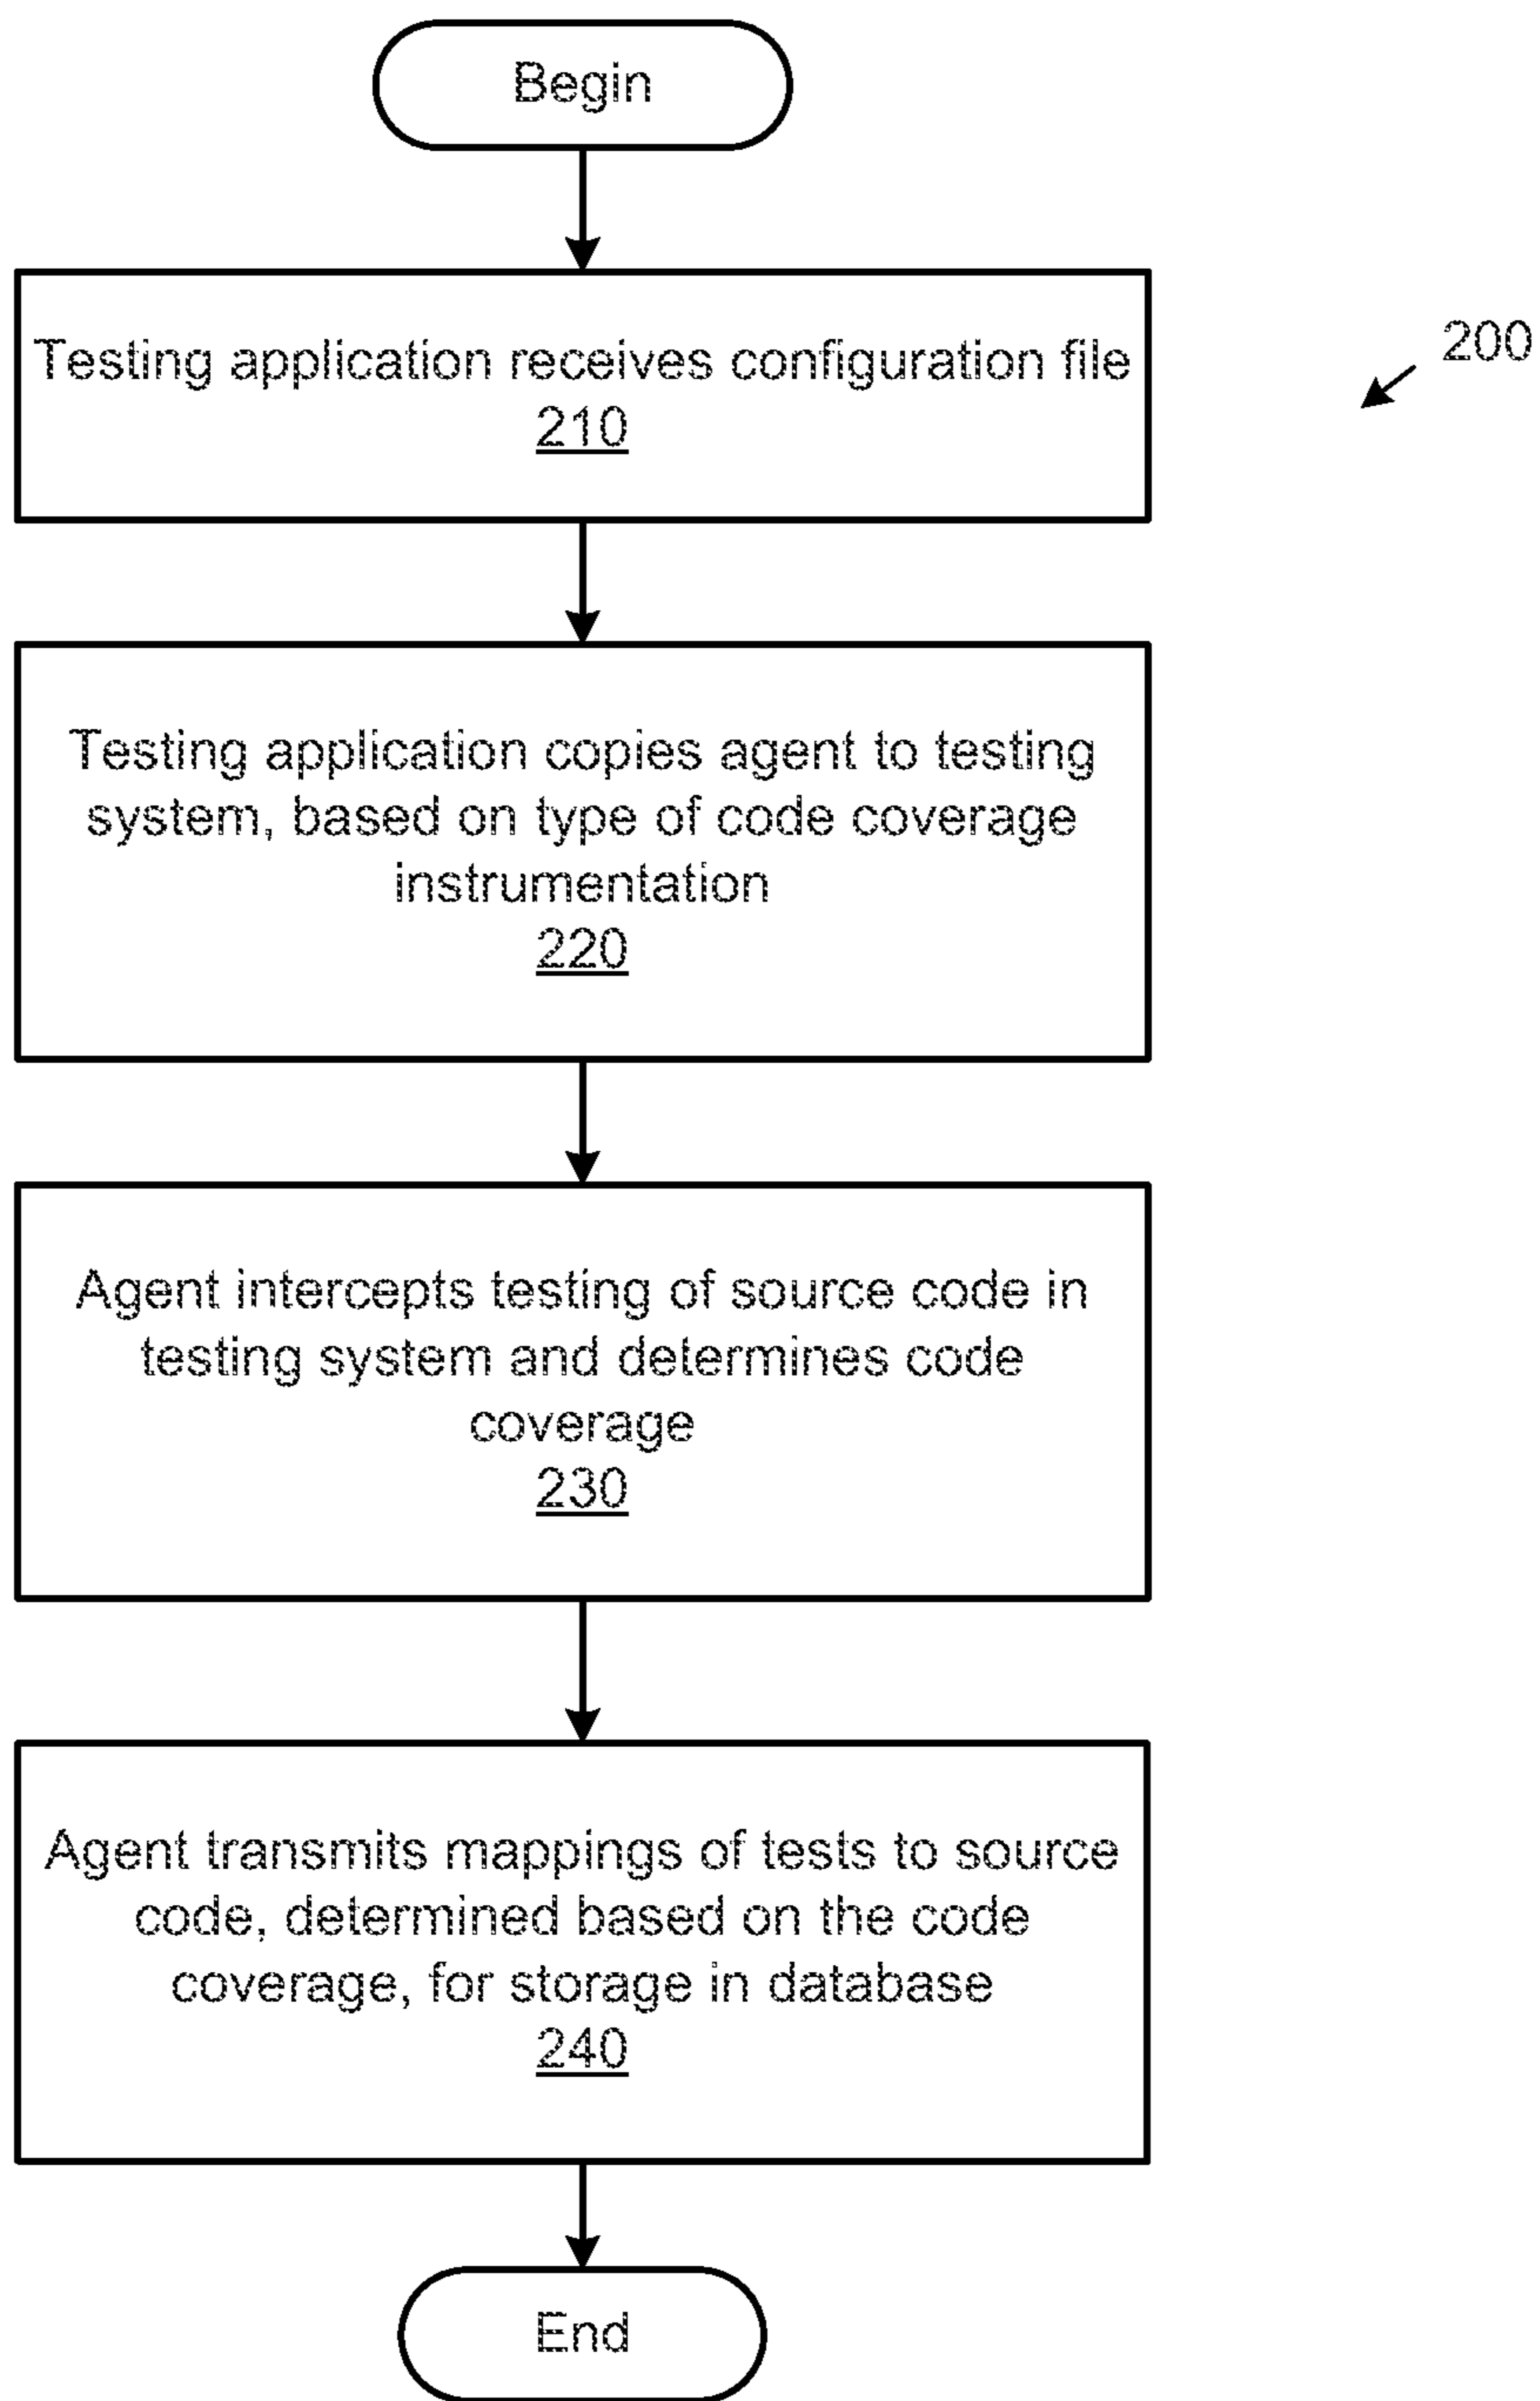 Begin
Testing application receives configuration file
210
200
Testing application copies agent to testing
system, based on type of code coverage
instrumentation
220
Agent intercepts testing of source code in
testing system and determines code
coverage
230
Agent transmits mappings of tests to source
code, determined based on the code
coverage, for storage in database
240
End